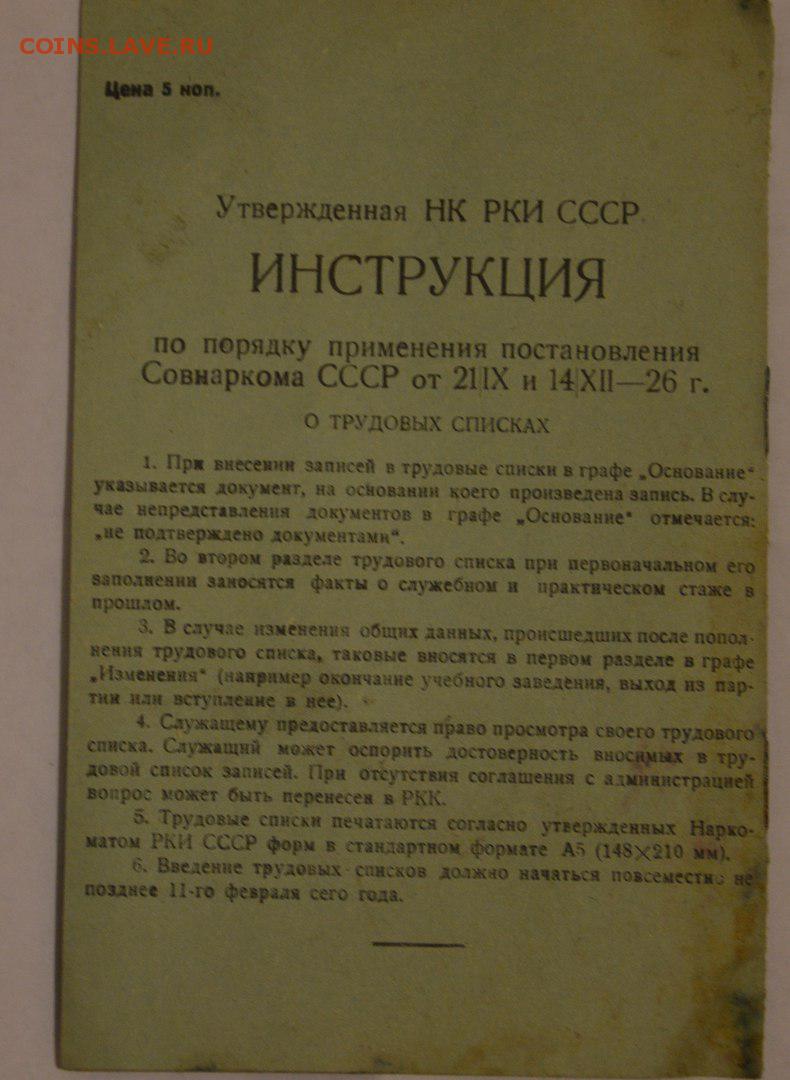 COINS.LAVE.RU
Цена 5 коп.
Утвержденная НК РКИ СССР
ИНСТРУКЦИЯ
по порядку применения постановления
Совнаркома СССР от 21|IX и 14|XII—26 г.
О ТРУДОВЫХ СПИСКАХ
1. При внесении записей в трудовые списки в графе „Основание“
указывается документ, на основании коего произведена запись. В слу-
чае непредставления документов в графе „Основание“ отмечается:
„не подтверждено документами“.
2. Во втором разделе трудового списка при первоначальном его
заполнении заносятся факты о служебном и практическом стаже в
прошлом.
3. В случае изменения общих данных, происшедших после попол-
нения трудового списка, таковые вносятся в первом разделе в графе
„Изменения“ (например окончание учебного заведения, выход из пар-
тии или вступление в нее).
4. Служащему предоставляется право просмотра своего трудового
списка. Служащий может оспорить достоверность вносимых в тру-
довой список записей. При отсутствия соглашения с администрацией
вопрос может быть перенесен в РКК.
5. Трудовые списки печатаются согласно утвержденных Нарко-
матом РКИ СССР форм в стандартном формате А5 (148×210 мм).
6. Введение трудовых списков должно начаться повсеместно не
позднее 11-го февраля сего года.